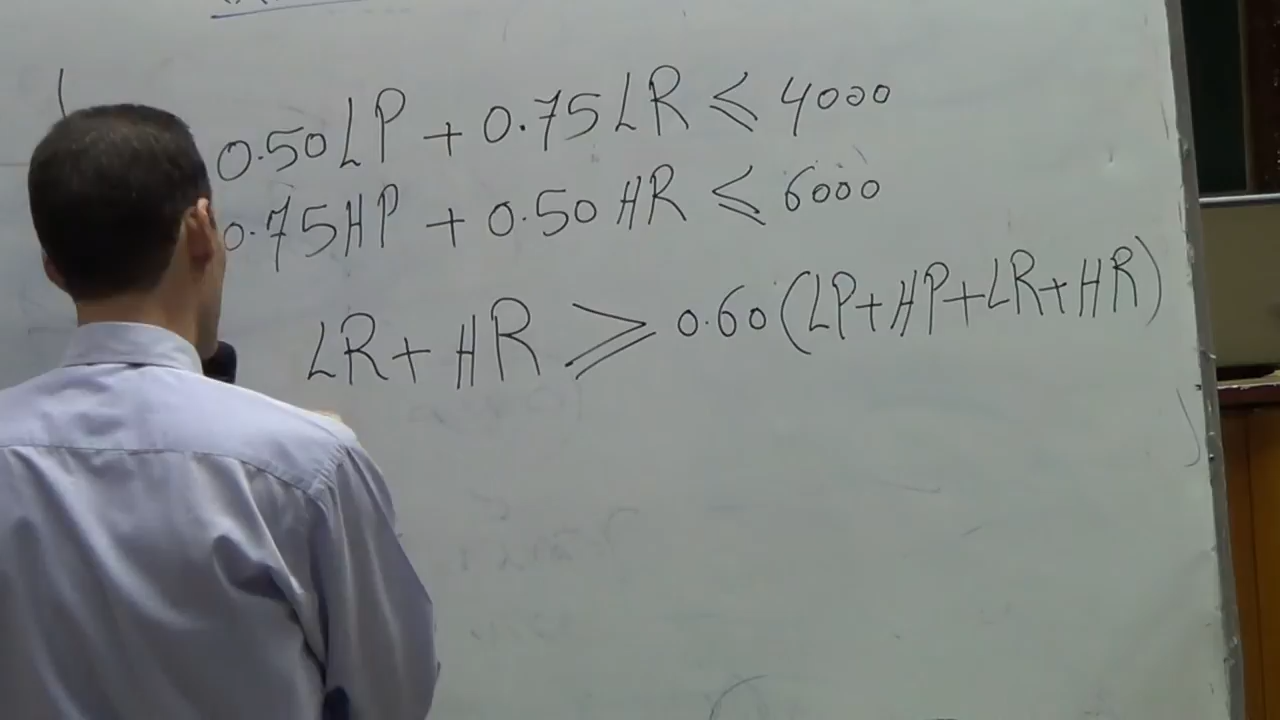 0.50LP + 0.75LR ≤ 4000
0.75HP + 0.50HR ≤ 6000
LR + HR ≥ 0.60(LP+HP+LR+HR)